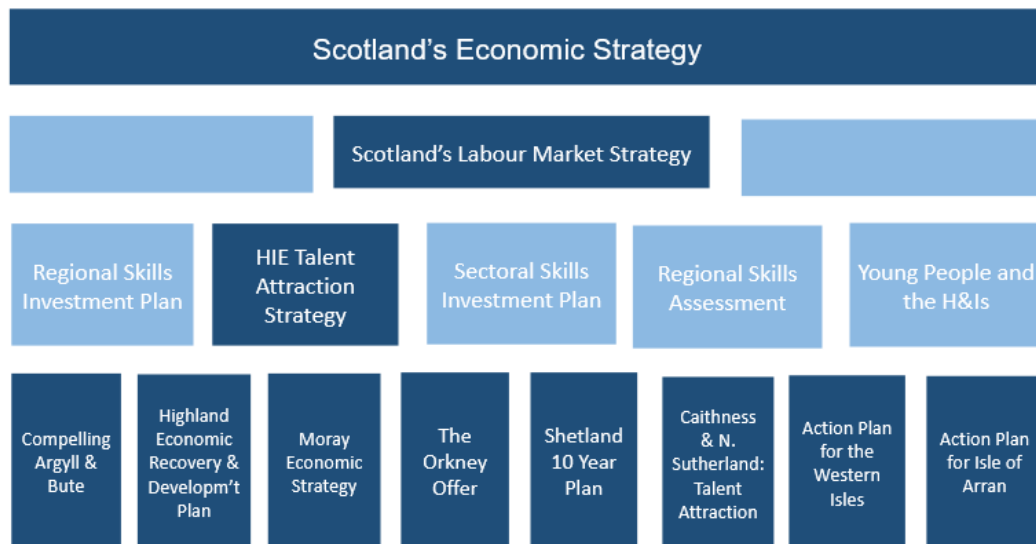 Scotland’s Economic Strategy
Scotland’s Labour Market Strategy
Regional Skills
Investment Plan
HIE Talent
Attraction
Strategy
Sectoral Skills
Investment Plan
Regional Skills
Assessment
Young People and
the H&Is
Compelling
Argyll &
Bute
Highland
Economic
Recovery &
Developm’t
Plan
Moray
Economic
Strategy
The
Orkney
Offer
Shetland
10 Year
Plan
Caithness
& N.
Sutherland:
Talent
Attraction
Action Plan
for the
Western
Isles
Action Plan
for Isle of
Arran